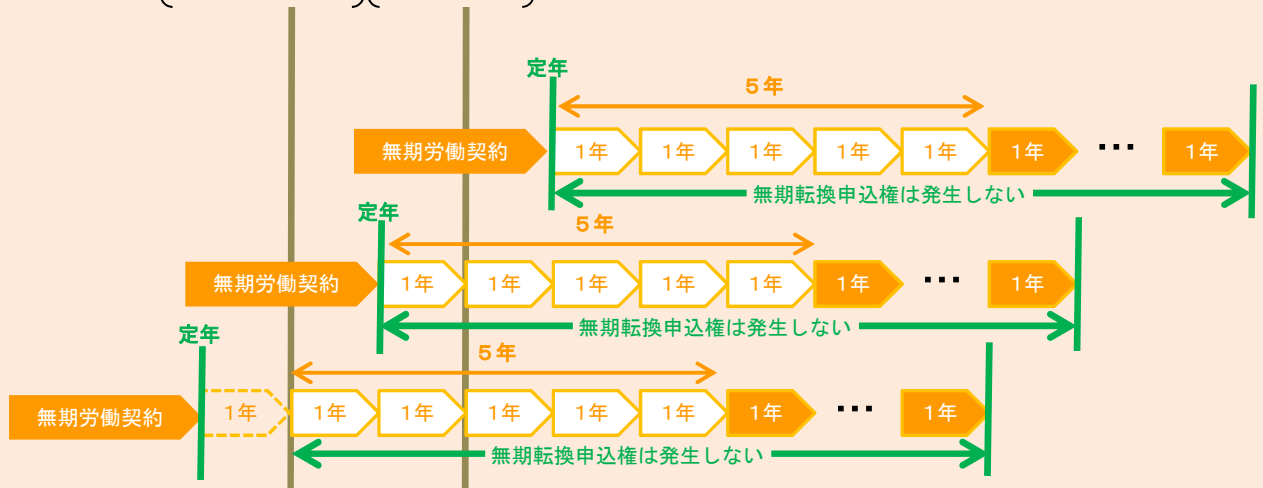 定年
5年
無期労働契約
1年
1年
1年
1年
1年
1年
…
1年
無期転換申込権は発生しない
定年
5年
無期労働契約
1年
1年
1年
1年
1年
1年
…
1年
無期転換申込権は発生しない
定年
5年
無期労働契約
1年
1年
1年
1年
1年
1年
1年
…
1年
無期転換申込権は発生しない